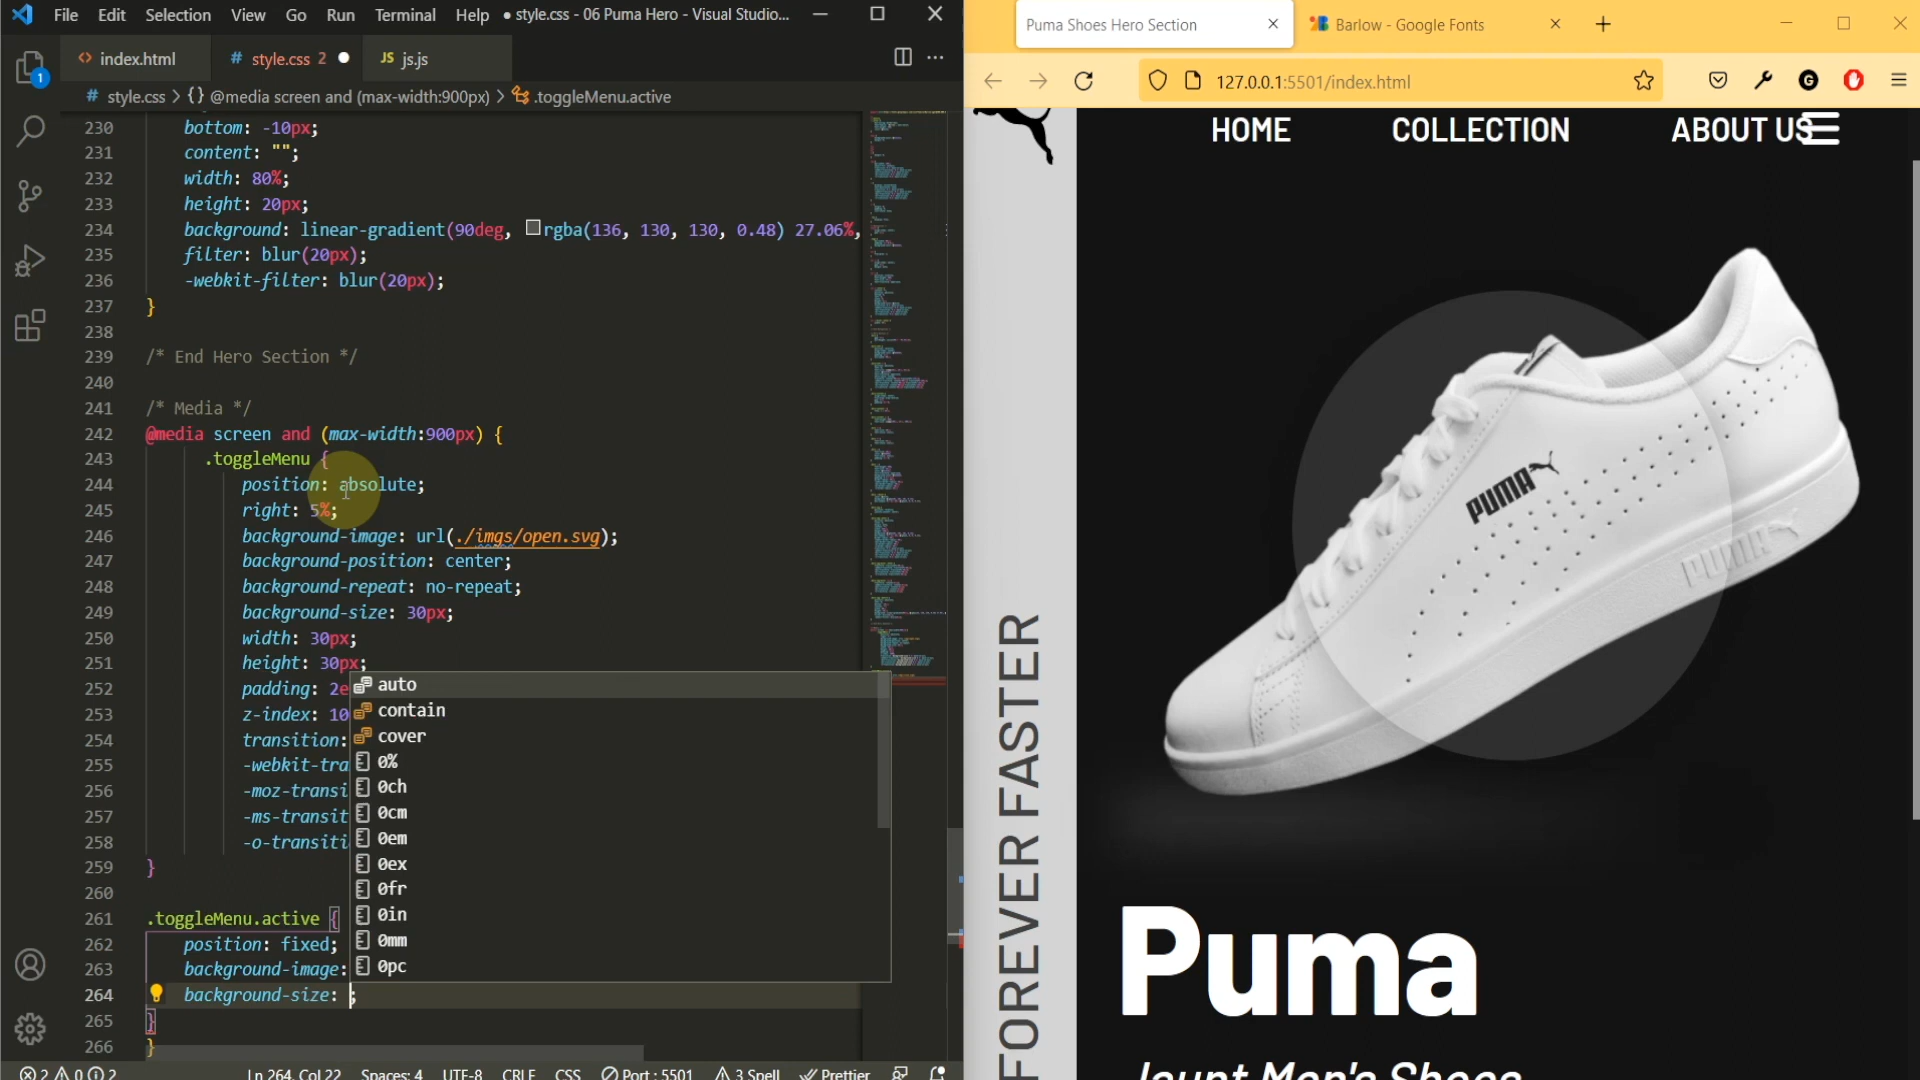 File Edit Selection View Go Run Terminal Help
● style.css - 06 Puma Hero - Visual Studio...
<> index.html
# style.css 2 ●
JS js.js
# style.css > {} @media screen and (max-width:900px) > .toggleMenu.active
1
230 bottom: -10px;
231 content: "";
232 width: 80%;
233 height: 20px;
234 background: linear-gradient(90deg, rgba(136, 130, 130, 0.48) 27.06%,
235 filter: blur(20px);
236 -webkit-filter: blur(20px);
237 }
238
239 /* End Hero Section */
240
241 /* Media */
242 @media screen and (max-width:900px) {
243 .toggleMenu {
244 position: absolute;
245 right: 5%;
246 background-image: url(./imgs/open.svg);
247 background-position: center;
248 background-repeat: no-repeat;
249 background-size: 30px;
250 width: 30px;
251 height: 30px;
252 padding: 2e
253 z-index: 10
254 transition:
255 -webkit-tra
256 -moz-transi
257 -ms-transit
258 -o-transiti
259 }
260
261 .toggleMenu.active {
262 position: fixed;
263 background-image:
264 background-size: ;
265 }
266 }
auto
contain
cover
0%
0ch
0cm
0em
0ex
0fr
0in
0mm
0pc
2 0 2
Ln 264, Col 22 Spaces: 4 UTF-8 CRLF CSS Port : 5501 3 Spell Prettier
Puma Shoes Hero Section
Barlow - Google Fonts
127.0.0.1:5501/index.html
HOME COLLECTION ABOUT US
FOREVER FASTER
PUMA
PUMA
Puma
Jaunt Men's Shoes